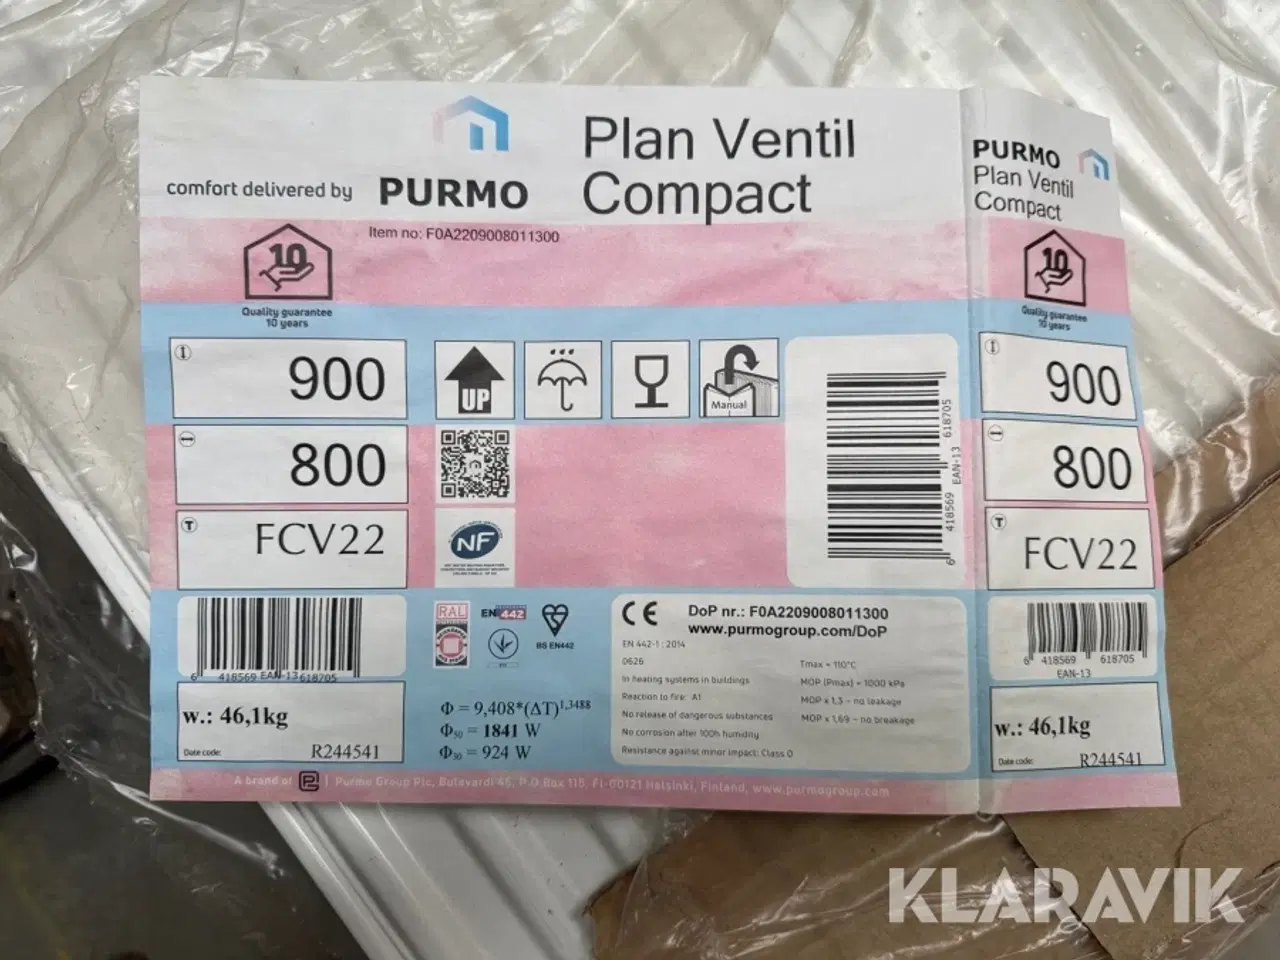 Plan Ventil
Compact
comfort delivered by PURMO
Item no: F0A2209008011300
10
Quality guarantee
10 years
900
800
FCV22
UP
Manual
NF
618705
EAN-13
418569
6
6 418569 EAN-13 618705
w.: 46,1kg
Date code: R244541
RAL
EN 442
BS EN442
Φ = 9,408*(ΔT)1,3488
Φ50 = 1841 W
Φ30 = 924 W
CE DoP nr.: F0A2209008011300
www.purmogroup.com/DoP
EN 442-1 : 2014
0626
In heating systems in buildings
Reaction to fire: A1
No release of dangerous substances
No corrosion after 100h humidity
Resistance against minor impact: Class 0
Tmax = 110°C
MOP (Pmax) = 1000 kPa
MOP x 1,3 – no leakage
MOP x 1,69 – no breakage
A brand of P | Purmo Group Plc, Bulevardi 46, P.O.Box 115, FI-00121 Helsinki, Finland, www.purmogroup.com
PURMO
Plan Ventil
Compact
10
Quality guarantee
10 years
900
800
FCV22
6 418569 618705
EAN-13
w.: 46,1kg
Date code: R244541
KLARAVIK